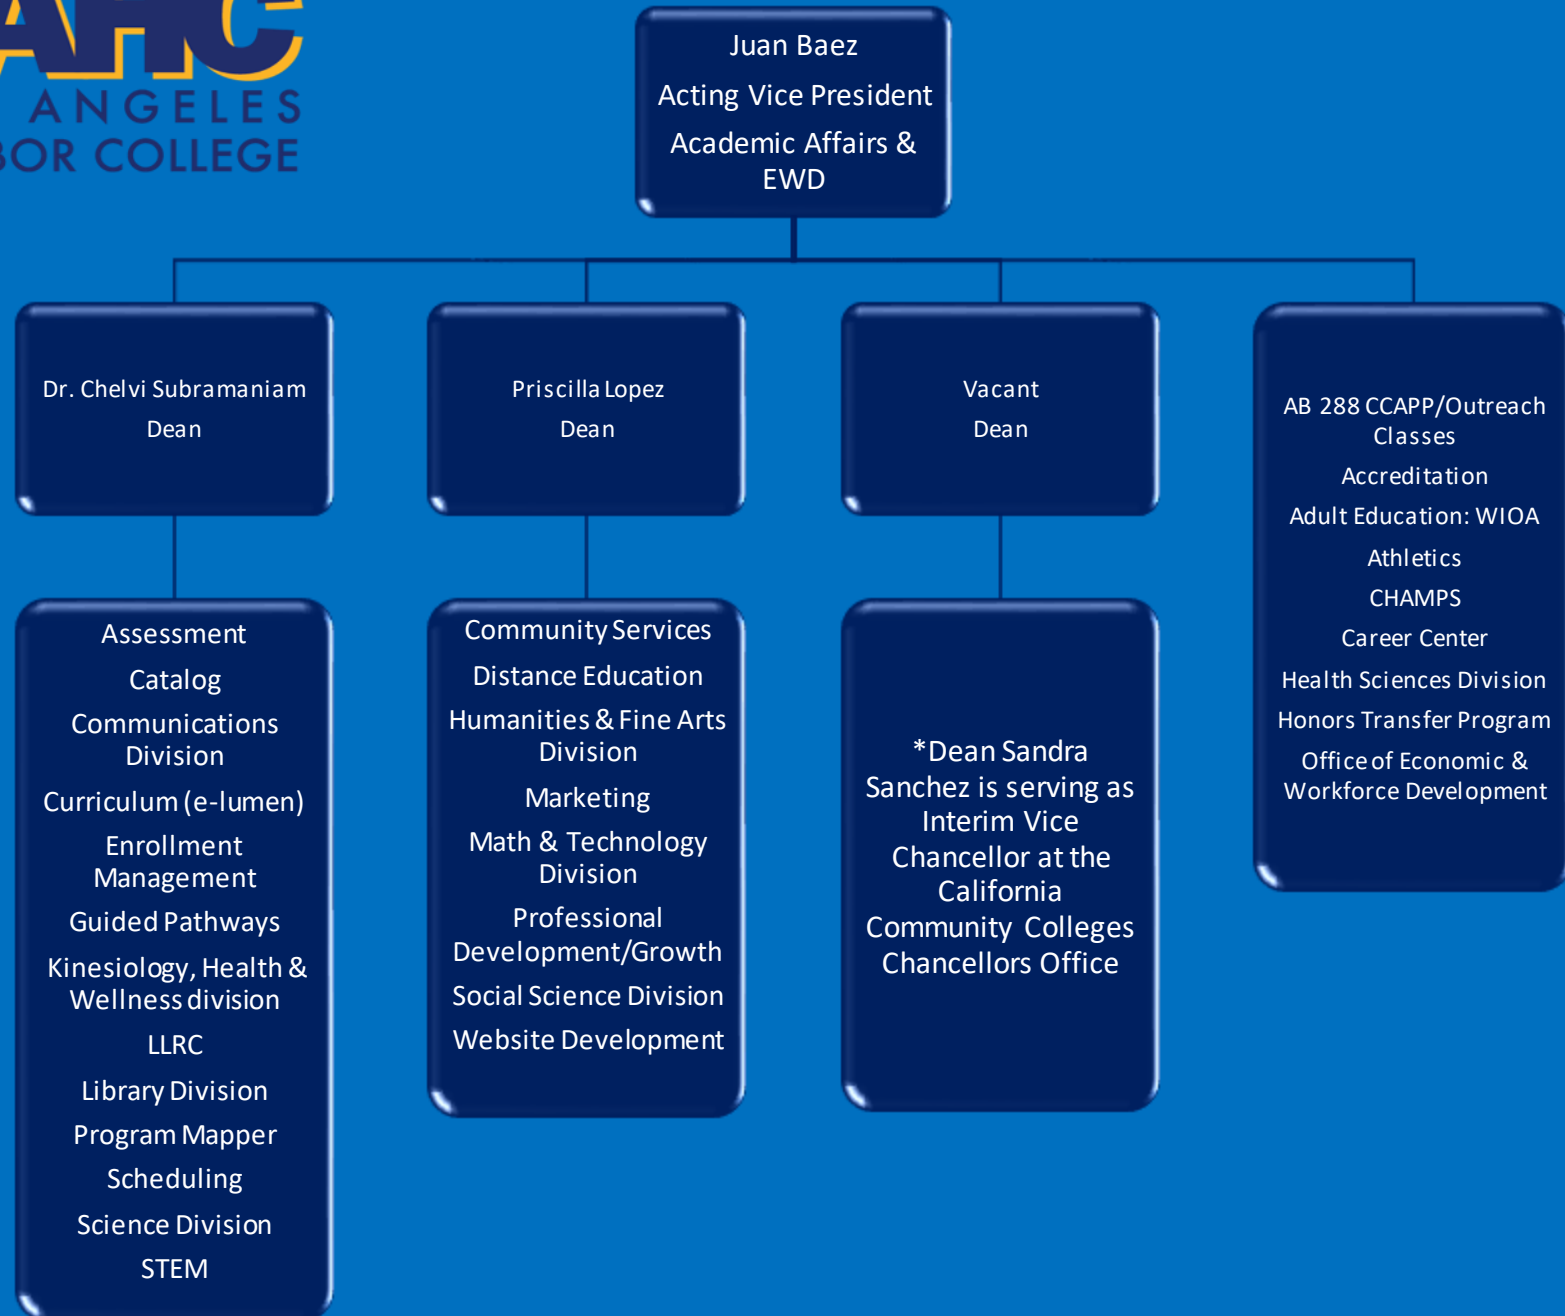 AHC
ANGELES
BOR COLLEGE
Juan Baez
Acting Vice President
Academic Affairs &
EWD
Dr. Chelvi Subramaniam
Dean
Priscilla Lopez
Dean
Vacant
Dean
AB 288 CCAPP/Outreach
Classes
Accreditation
Adult Education: WIOA
Athletics
CHAMPS
Career Center
Health Sciences Division
Honors Transfer Program
Office of Economic &
Workforce Development
Assessment
Catalog
Communications
Division
Curriculum (e-lumen)
Enrollment
Management
Guided Pathways
Kinesiology, Health &
Wellness division
LLRC
Library Division
Program Mapper
Scheduling
Science Division
STEM
Community Services
Distance Education
Humanities & Fine Arts
Division
Marketing
Math & Technology
Division
Professional
Development/Growth
Social Science Division
Website Development
*Dean Sandra
Sanchez is serving as
Interim Vice
Chancellor at the
California
Community Colleges
Chancellors Office